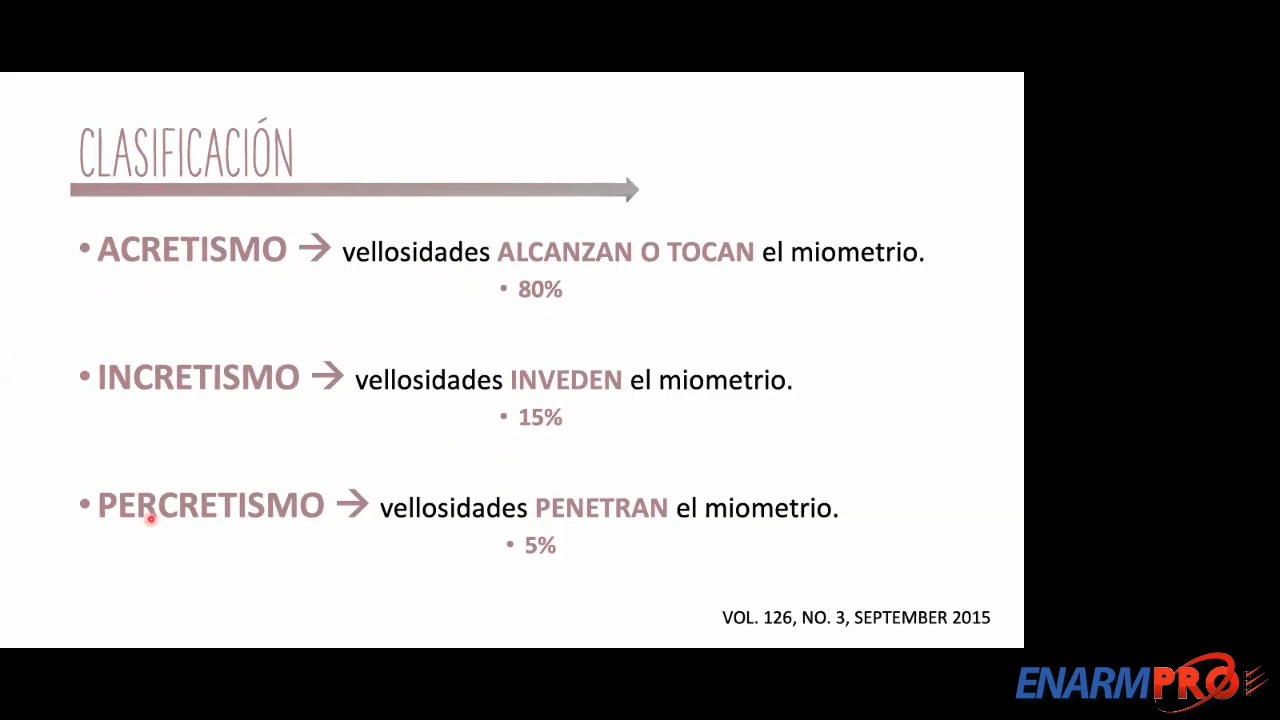 CLASIFICACIÓN
• ACRETISMO → vellosidades ALCANZAN O TOCAN el miometrio.
• 80%
• INCRETISMO → vellosidades INVEDEN el miometrio.
• 15%
• PERCRETISMO → vellosidades PENETRAN el miometrio.
• 5%
VOL. 126, NO. 3, SEPTEMBER 2015
ENARMPRO